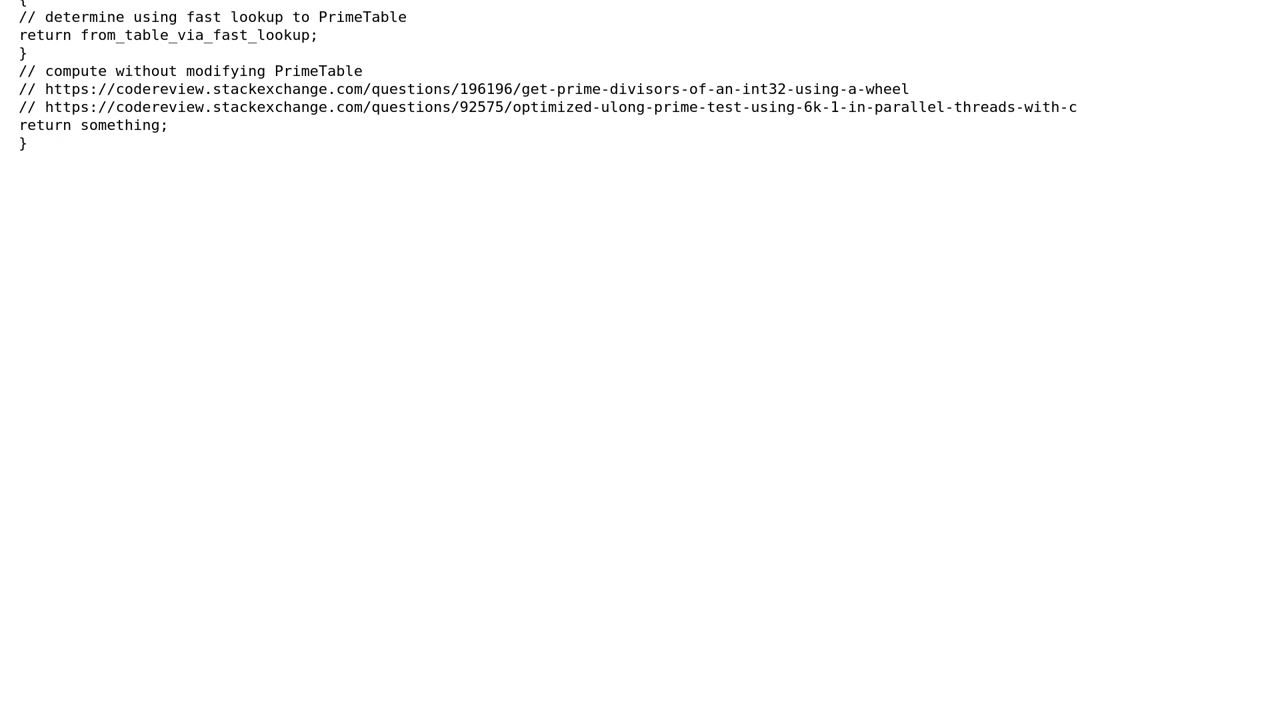 {
// determine using fast lookup to PrimeTable
return from_table_via_fast_lookup;
}
// compute without modifying PrimeTable
// https://codereview.stackexchange.com/questions/196196/get-prime-divisors-of-an-int32-using-a-wheel
// https://codereview.stackexchange.com/questions/92575/optimized-ulong-prime-test-using-6k-1-in-parallel-threads-with-c
return something;
}